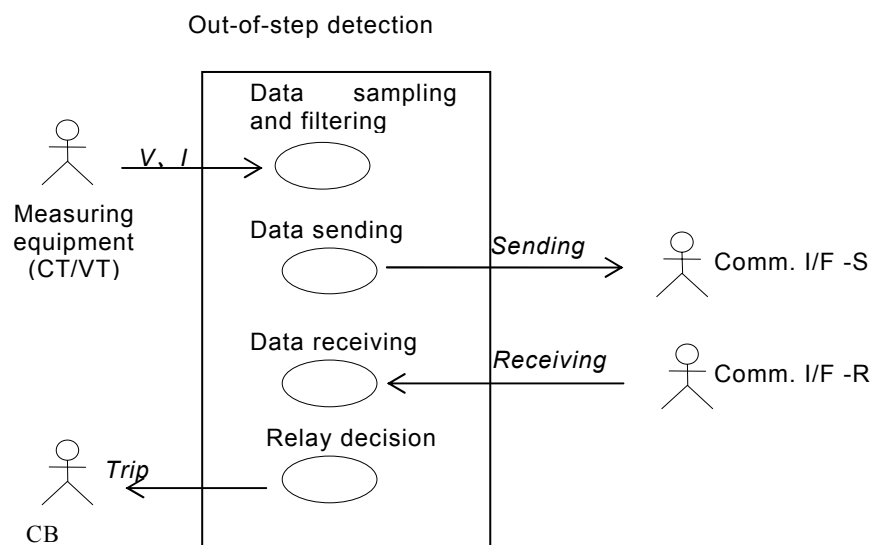 Out-of-step detection
Data sampling
and filtering
V、I
Measuring
equipment
(CT/VT)
Data sending
Sending
Comm. I/F -S
Data receiving
Receiving
Comm. I/F -R
Relay decision
Trip
CB